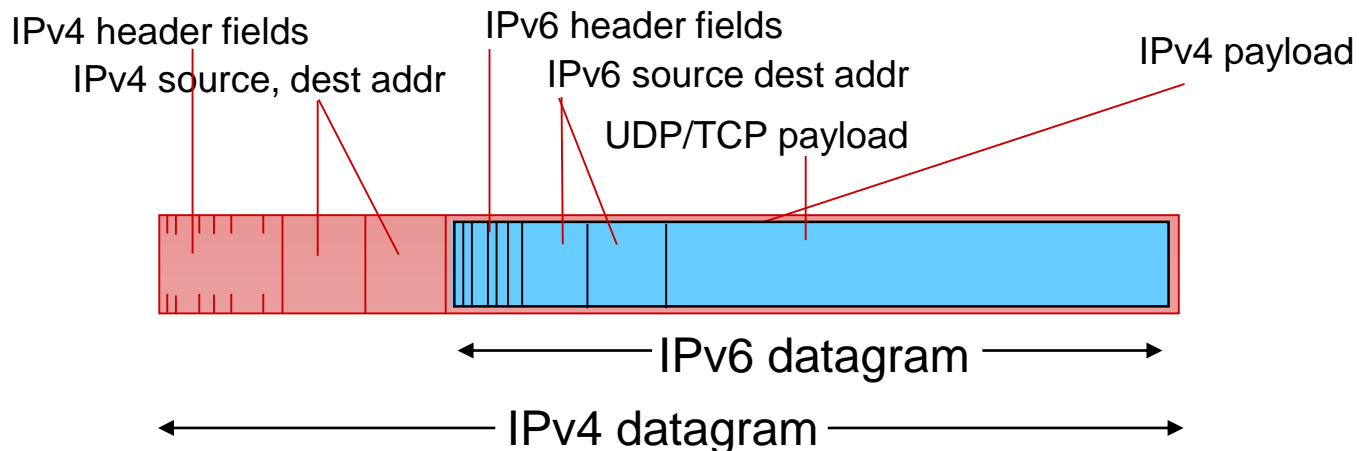 IPv4 header fields
IPv6 header fields
IPv4 payload
IPv4 source, dest addr
IPv6 source dest addr
UDP/TCP payload
IPv6 datagram
IPv4 datagram